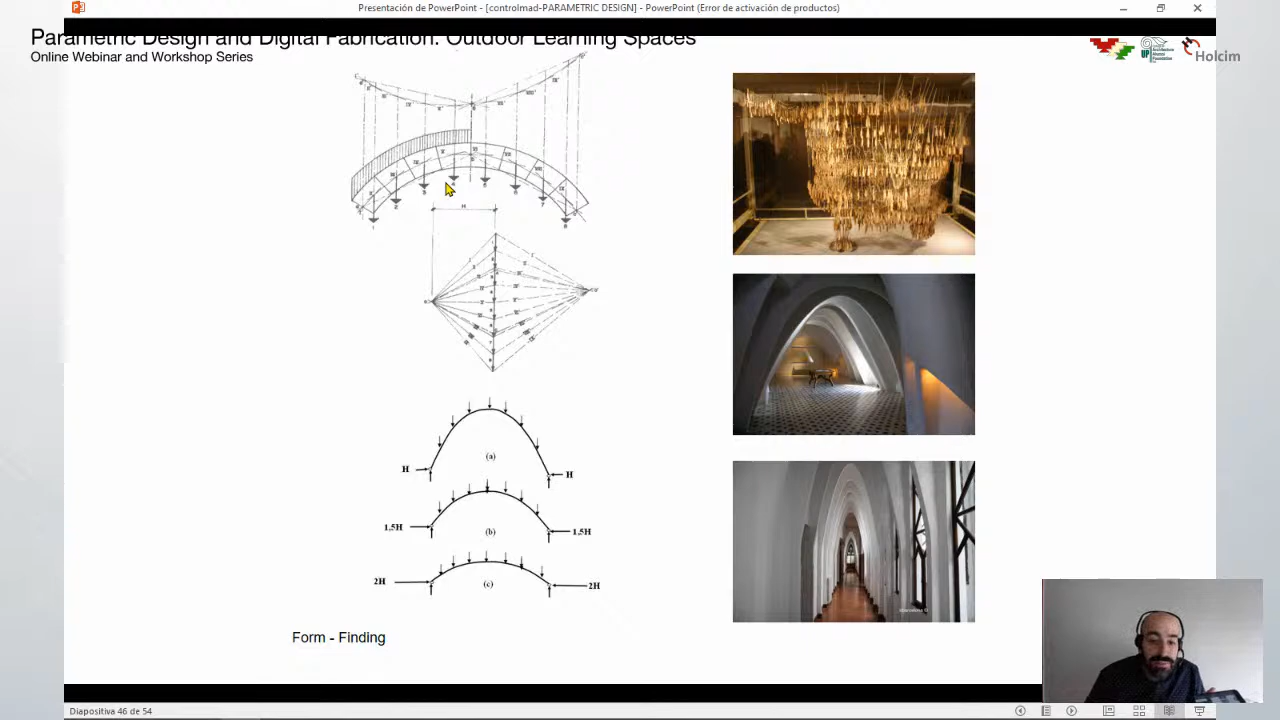 Presentación de PowerPoint - [controlmad-PARAMETRIC DESIGN] - PowerPoint (Error de activación de productos)
Parametric Design and Digital Fabrication: Outdoor Learning Spaces
Online Webinar and Workshop Series
UP
Holcim
H
H
(a)
H
1.5H
(b)
1.5H
2H
(c)
2H
Form - Finding
Diapositiva 46 de 54